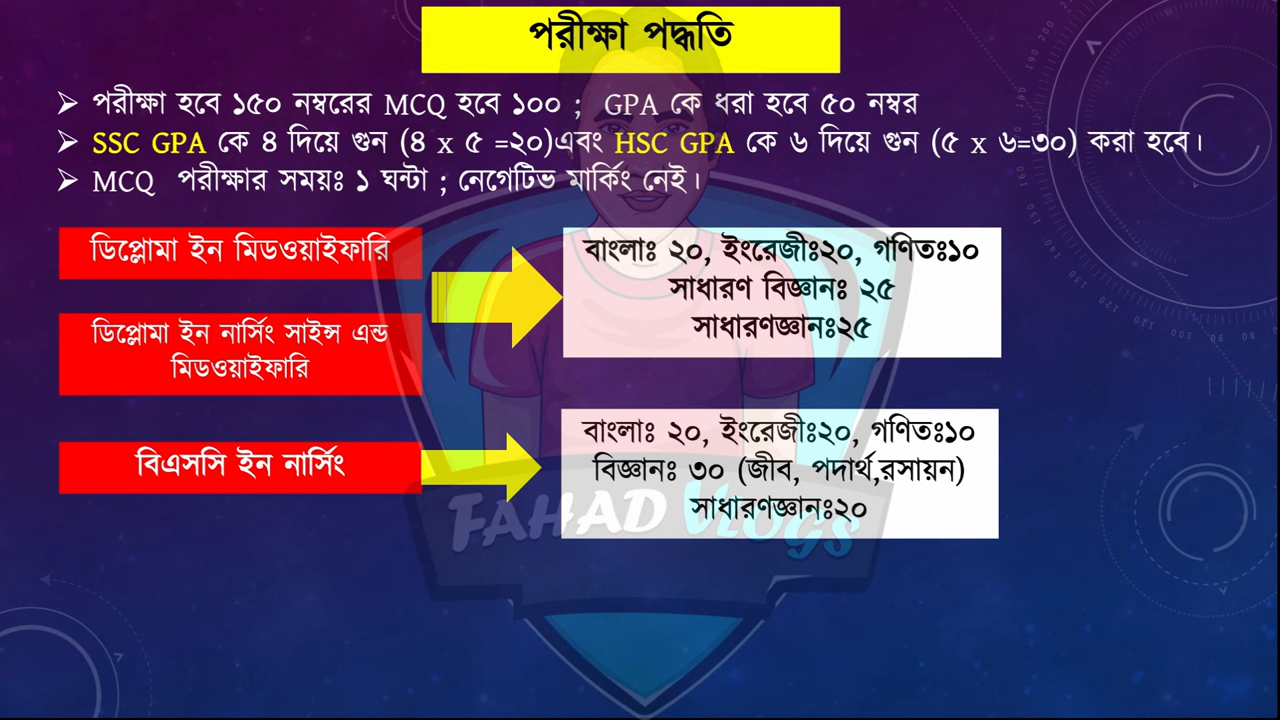 পরীক্ষা পদ্ধতি
পরীক্ষা হবে ১৫০ নম্বরের MCQ হবে ১০০ ; GPA কে ধরা হবে ৫০ নম্বর
SSC GPA কে ৪ দিয়ে গুন (৪ x ৫ =২০)এবং HSC GPA কে ৬ দিয়ে গুন (৫ x ৬=৩০) করা হবে।
MCQ পরীক্ষার সময়ঃ ১ ঘন্টা ; নেগেটিভ মার্কিং নেই।
ডিপ্লোমা ইন মিডওয়াইফারি
ডিপ্লোমা ইন নার্সিং সাইন্স এন্ড
মিডওয়াইফারি
বাংলাঃ ২০, ইংরেজীঃ২০, গণিতঃ১০
সাধারণ বিজ্ঞানঃ ২৫
সাধারণজ্ঞানঃ২৫
বিএসসি ইন নার্সিং
বাংলাঃ ২০, ইংরেজীঃ২০, গণিতঃ১০
বিজ্ঞানঃ ৩০ (জীব, পদার্থ,রসায়ন)
সাধারণজ্ঞানঃ২০
FAHAD VLOGS